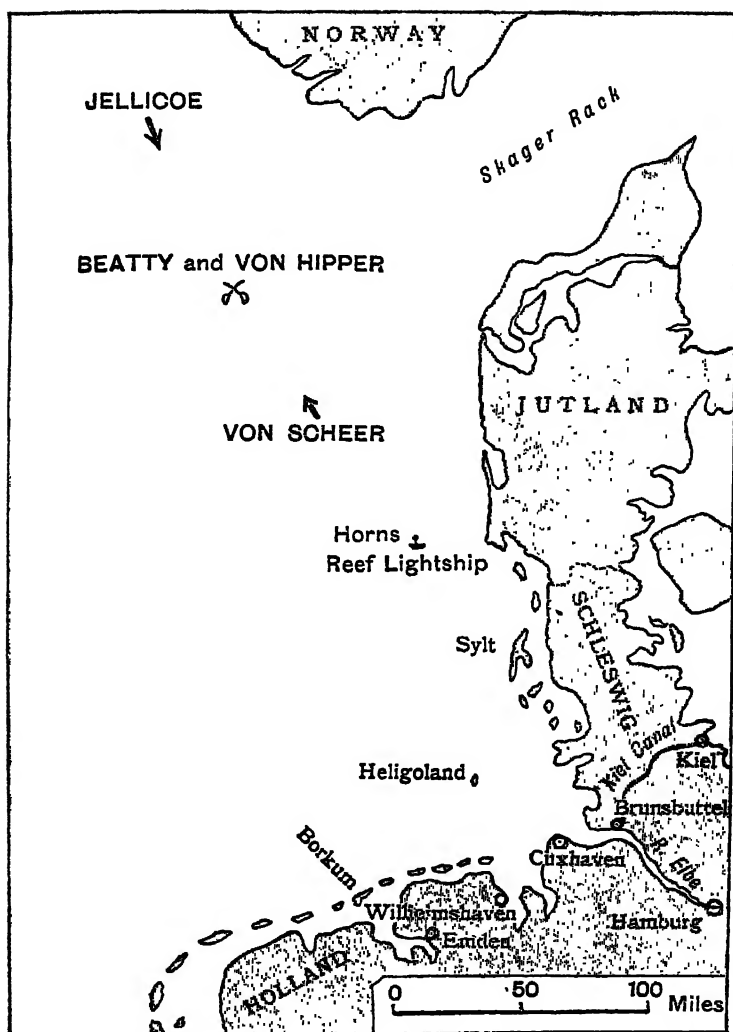 NORWAY
JELLICOE
Skager Rack
BEATTY and VON HIPPER
JUTLAND
VON SCHEER
Horns
Reef Lightship
SCHLESWIG
Sylt
Kiel Canal
Kiel
Heligoland
Brunsbuttel
Borkum
Cuxhaven
R. Elbe
Wilhelmshaven
Hamburg
Emden
HOLLAND
0 50 100
Miles